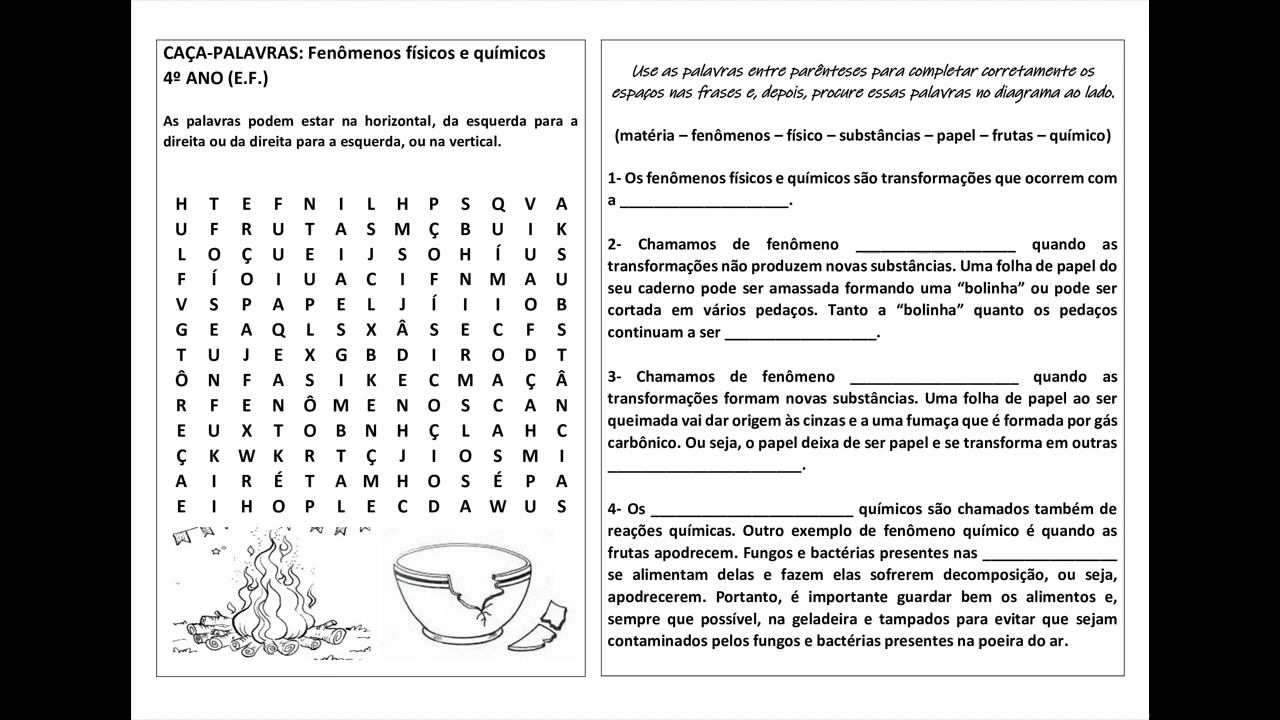 CAÇA-PALAVRAS: Fenômenos físicos e químicos
4º ANO (E.F.)
As palavras podem estar na horizontal, da esquerda para a
direita ou da direita para a esquerda, ou na vertical.
H T E F N I L H P S Q V A
U F R U T A S M Ç B U I K
L O Ç U E I J S O H Í U S
F Í O I U A C I F N M A U
V S P A P E L J Í I I O B
G E A Q L S X Â S E C F S
T U J E X G B D I R O D T
Ô N F A S I K E C M A Ç Â
R F E N Ô M E N O S C A N
E U X T O B N H Ç L A H C
Ç K W K R T Ç J I O S M I
A I R É T A M H O S É P A
E I H O P L E C D A W U S
Use as palavras entre parênteses para completar corretamente os
espaços nas frases e, depois, procure essas palavras no diagrama ao lado.
(matéria – fenômenos – físico – substâncias – papel – frutas – químico)
1- Os fenômenos físicos e químicos são transformações que ocorrem com
a ____________________.
2- Chamamos de fenômeno ___________________ quando as
transformações não produzem novas substâncias. Uma folha de papel do
seu caderno pode ser amassada formando uma “bolinha” ou pode ser
cortada em vários pedaços. Tanto a “bolinha” quanto os pedaços
continuam a ser __________________.
3- Chamamos de fenômeno ____________________ quando as
transformações formam novas substâncias. Uma folha de papel ao ser
queimada vai dar origem às cinzas e a uma fumaça que é formada por gás
carbônico. Ou seja, o papel deixa de ser papel e se transforma em outras
_______________________.
4- Os ________________________ químicos são chamados também de
reações químicas. Outro exemplo de fenômeno químico é quando as
frutas apodrecem. Fungos e bactérias presentes nas ________________
se alimentam delas e fazem elas sofrerem decomposição, ou seja,
apodrecerem. Portanto, é importante guardar bem os alimentos e,
sempre que possível, na geladeira e tampados para evitar que sejam
contaminados pelos fungos e bactérias presentes na poeira do ar.